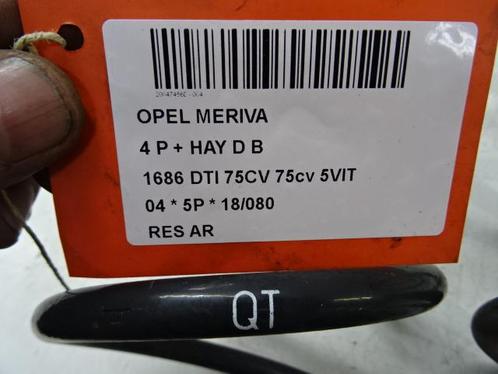 OPEL MERIVA
4 P + HAY D B
1686 DTI 75CV 75cv 5VIT
04 * 5P * 18/080
RES AR
QT